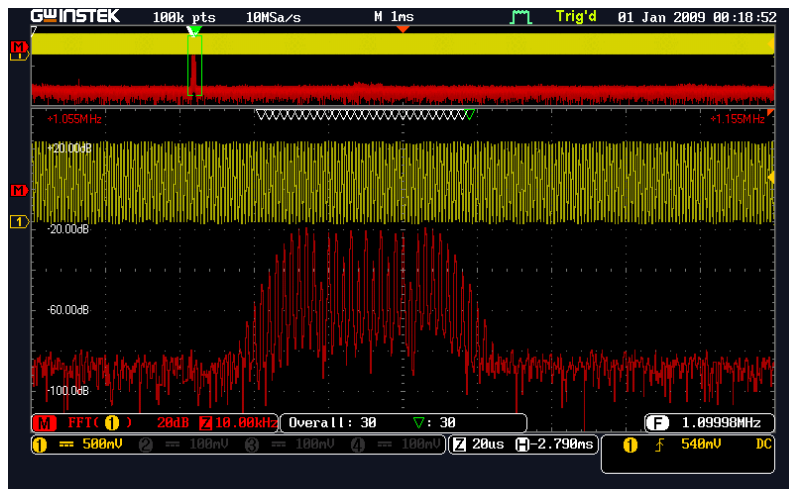 GWINSTEK 100k pts 10MSa/s M 1ms Trig'd 01 Jan 2009 00:18:52
M
1
+1.055MHz +1.155MHz
+20.00dB
M
1
-20.00dB
-60.00dB
-100.0dB
M FFT( 1 ) 20dB Z 10.00kHz Overall: 30 ▽: 30 F 1.09998MHz
1 500mV 2 100mV 3 100mV 4 100mV Z 20us H -2.790ms 1 540mV DC